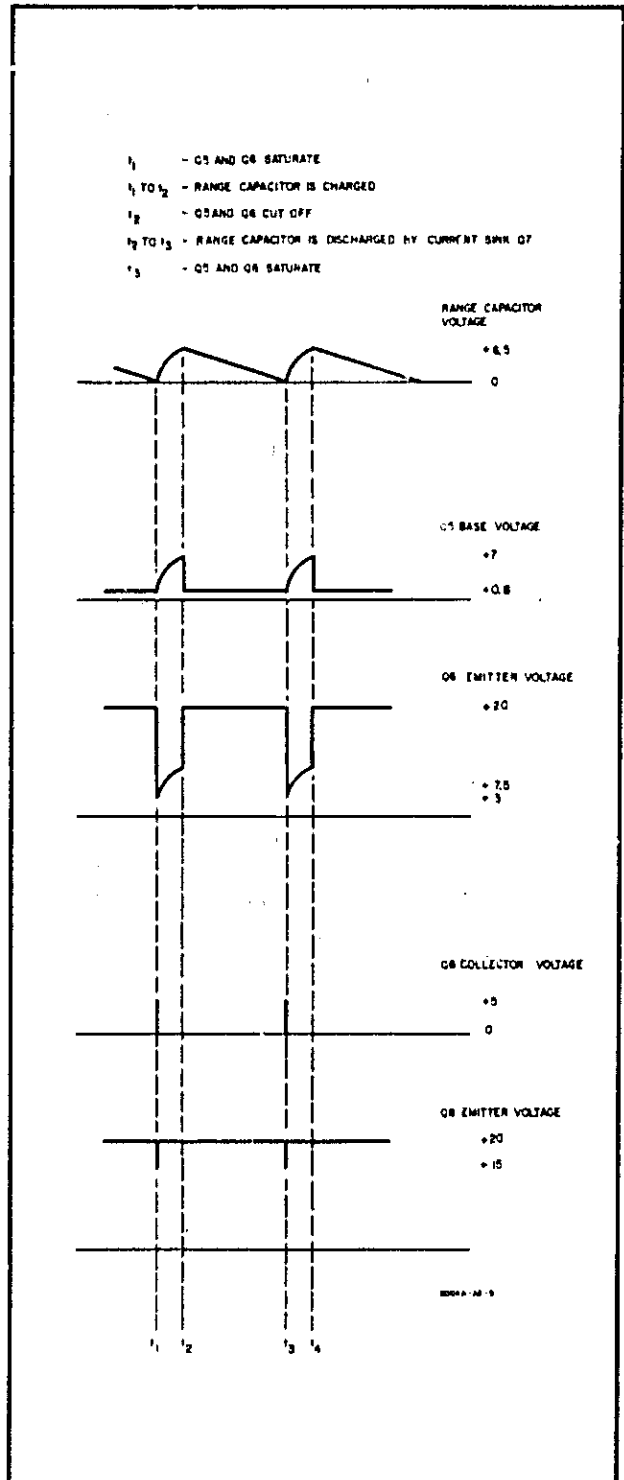 t1 - Q5 AND Q6 SATURATE
t1 TO t2 - RANGE CAPACITOR IS CHARGED
t2 - Q5 AND Q6 CUT OFF
t2 TO t3 - RANGE CAPACITOR IS DISCHARGED BY CURRENT SINK Q7
t3 - Q5 AND Q6 SATURATE
RANGE CAPACITOR
VOLTAGE
+6.5
0
Q5 BASE VOLTAGE
+7
+0.6
Q6 EMITTER VOLTAGE
+20
+7.5
+3
COLLECTOR VOLTAGE
+5
0
EMITTER VOLTAGE
+20
+15
t1 t2 t3 t4